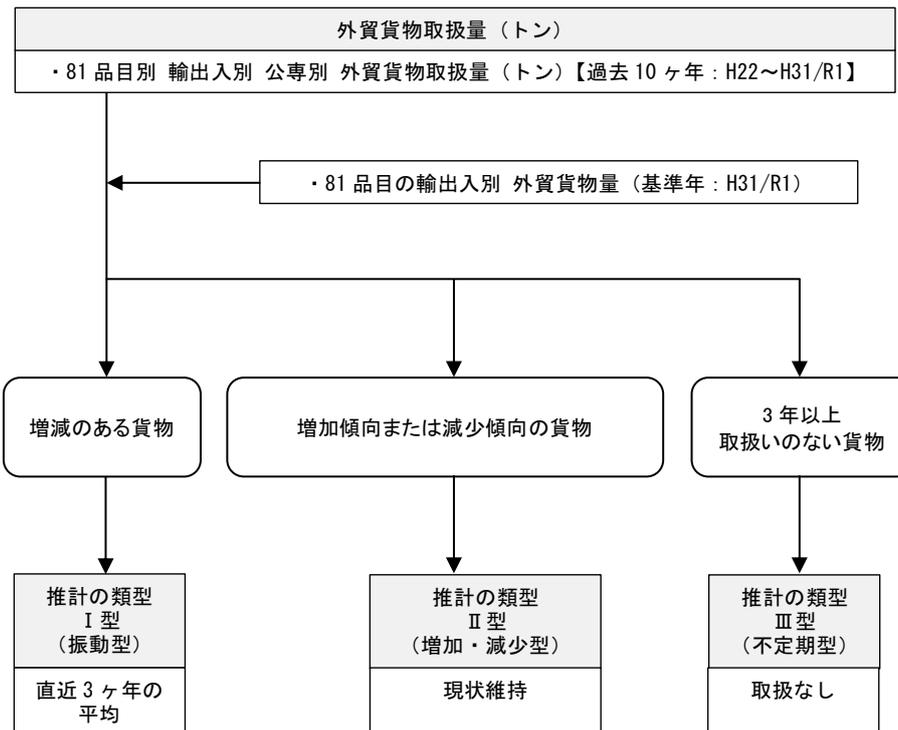 外貿貨物取扱量（トン）
・81 品目別 輸出入別 公専別 外貿貨物取扱量（トン）【過去 10 ヶ年：H22～H31/R1】
・81 品目の輸出入別 外貿貨物量（基準年：H31/R1）
増減のある貨物
増加傾向または減少傾向の貨物
3 年以上
取扱いのない貨物
推計の類型
Ⅰ型
（振動型）
直近 3 ヶ年の
平均
推計の類型
Ⅱ型
（増加・減少型）
現状維持
推計の類型
Ⅲ型
（不定期型）
取扱なし